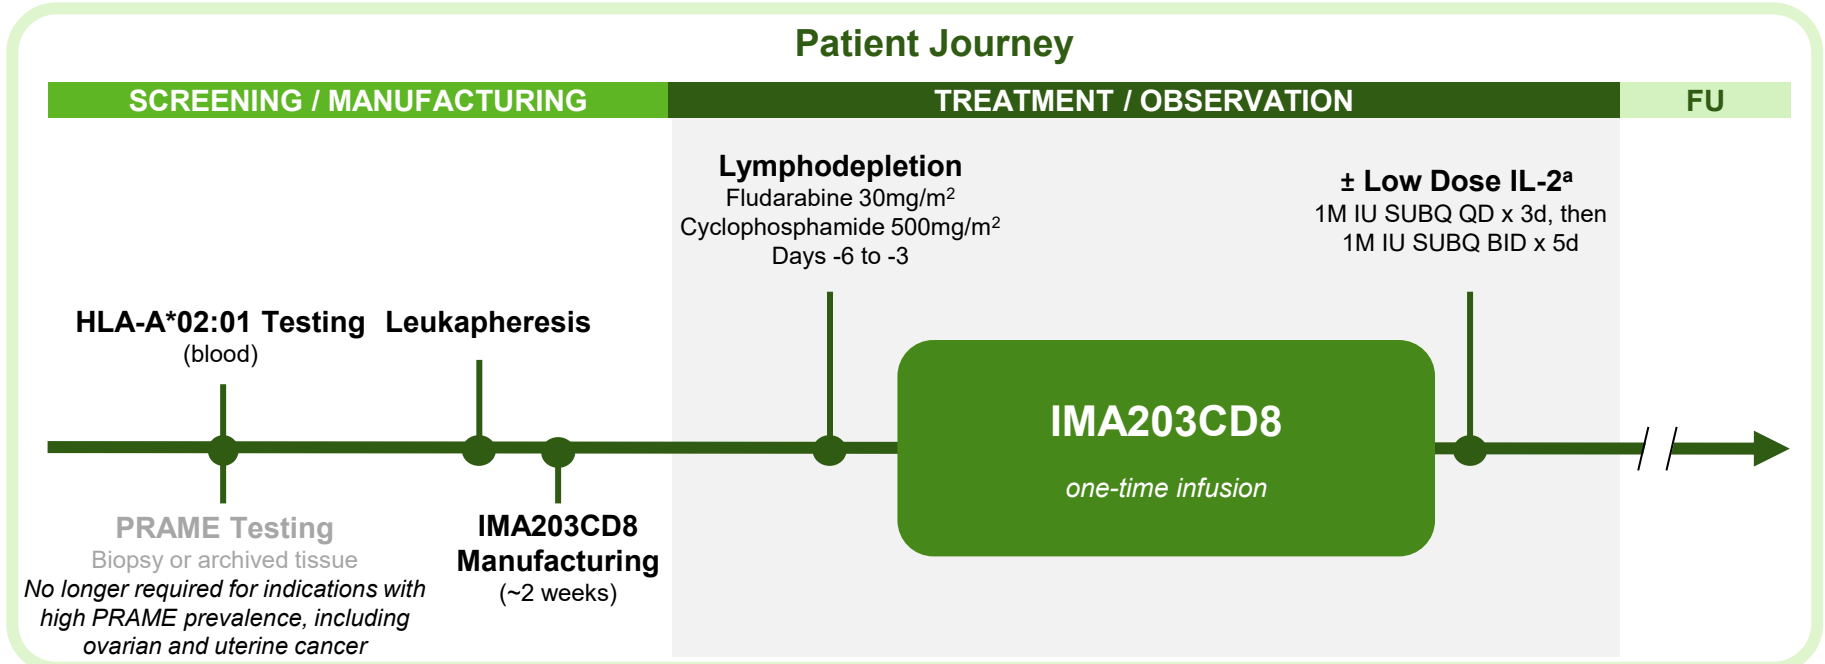 Patient Journey
SCREENING / MANUFACTURING
TREATMENT / OBSERVATION
FU
HLA-A*02:01 Testing
(blood)
PRAME Testing
Biopsy or archived tissue
No longer required for indications with
high PRAME prevalence, including
ovarian and uterine cancer
Leukapheresis
IMA203CD8
Manufacturing
(~2 weeks)
Lymphodepletion
Fludarabine 30mg/m²
Cyclophosphamide 500mg/m²
Days -6 to -3
IMA203CD8
one-time infusion
± Low Dose IL-2ᵃ
1M IU SUBQ QD x 3d, then
1M IU SUBQ BID x 5d